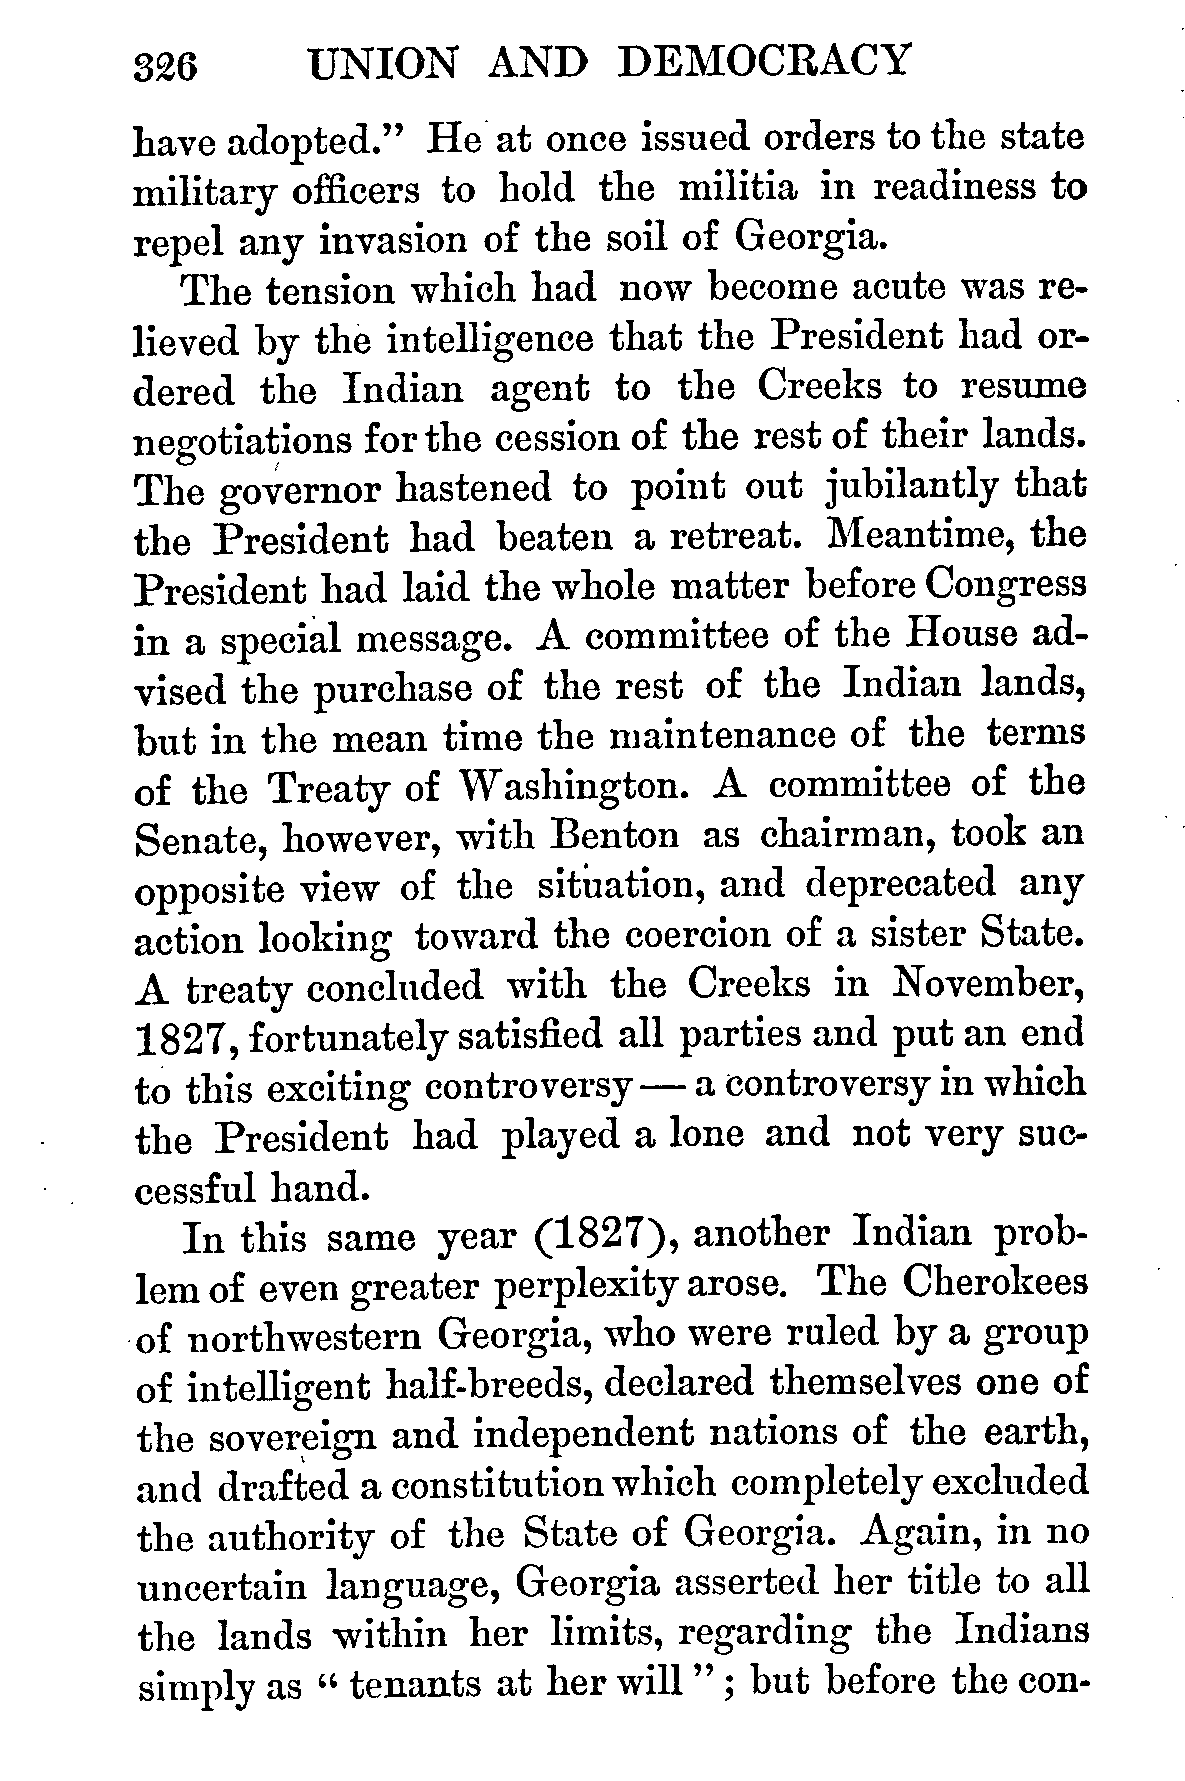 326 UNION AND DEMOCRACY
have adopted.” He at once issued orders to the state
military officers to hold the militia in readiness to
repel any invasion of the soil of Georgia.
The tension which had now become acute was re-
lieved by the intelligence that the President had or-
dered the Indian agent to the Creeks to resume
negotiations for the cession of the rest of their lands.
The governor hastened to point out jubilantly that
the President had beaten a retreat. Meantime, the
President had laid the whole matter before Congress
in a special message. A committee of the House ad-
vised the purchase of the rest of the Indian lands,
but in the mean time the maintenance of the terms
of the Treaty of Washington. A committee of the
Senate, however, with Benton as chairman, took an
opposite view of the situation, and deprecated any
action looking toward the coercion of a sister State.
A treaty concluded with the Creeks in November,
1827, fortunately satisfied all parties and put an end
to this exciting controversy — a controversy in which
the President had played a lone and not very suc-
cessful hand.
In this same year (1827), another Indian prob-
lem of even greater perplexity arose. The Cherokees
of northwestern Georgia, who were ruled by a group
of intelligent half-breeds, declared themselves one of
the sovereign and independent nations of the earth,
and drafted a constitution which completely excluded
the authority of the State of Georgia. Again, in no
uncertain language, Georgia asserted her title to all
the lands within her limits, regarding the Indians
simply as “ tenants at her will ” ; but before the con-